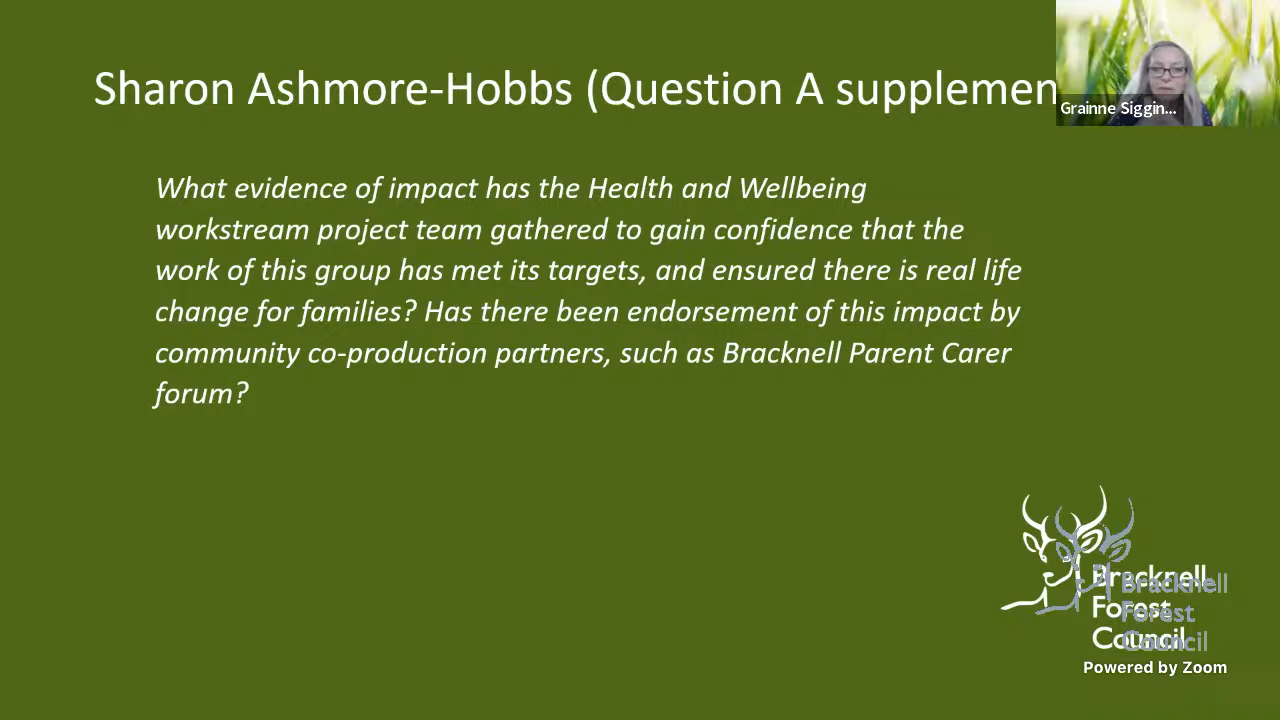 Sharon Ashmore-Hobbs (Question A supplemen
Grainne Siggin...
What evidence of impact has the Health and Wellbeing
workstream project team gathered to gain confidence that the
work of this group has met its targets, and ensured there is real life
change for families? Has there been endorsement of this impact by
community co-production partners, such as Bracknell Parent Carer
forum?
Bracknell
Forest
Council
Bracknell
Forest
Council
Powered by Zoom